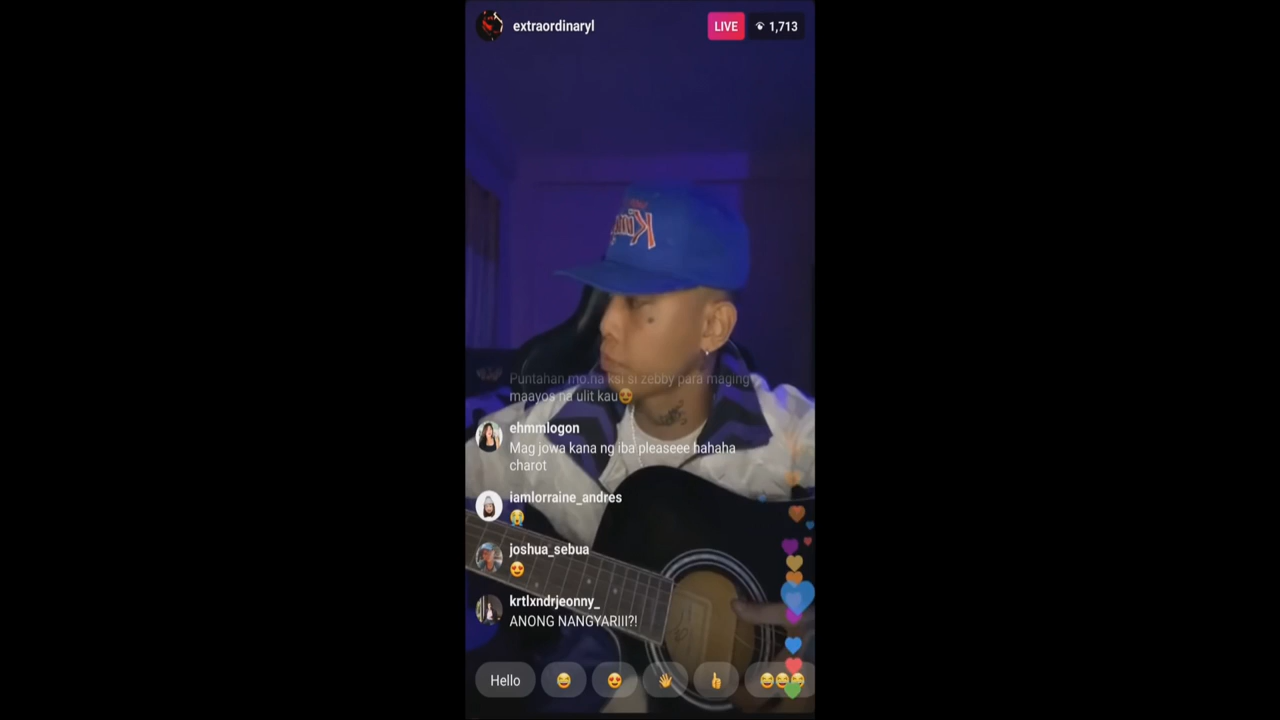 extraordinaryl
LIVE
1,713
Puntahan mo na ksi si zebby para maging
maayos na ulit kau😍
ehmmlogon
Mag jowa kana ng iba pleaseee hahaha
charot
iamlorraine_andres
😭
joshua_sebua
😍
krtlxndrjeonny_
ANONG NANGYARIII?!
Hello 😂 😍 👋 👍 😂😂😂